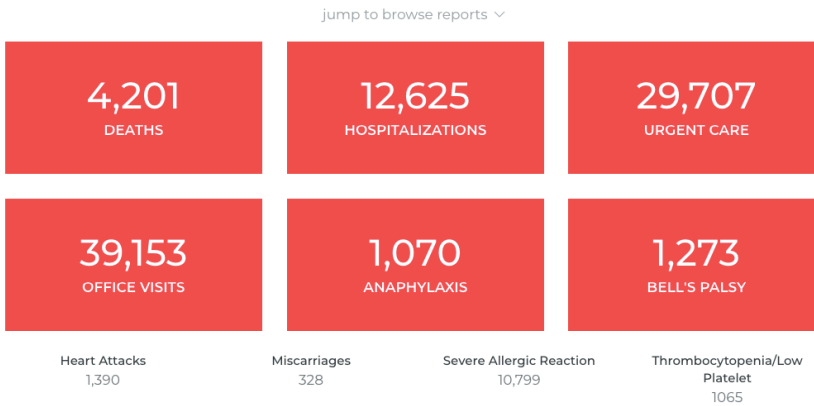 jump to browse reports
4,201
DEATHS
12,625
HOSPITALIZATIONS
29,707
URGENT CARE
39,153
OFFICE VISITS
1,070
ANAPHYLAXIS
1,273
BELL'S PALSY
Heart Attacks
1,390
Miscarriages
328
Severe Allergic Reaction
10,799
Thrombocytopenia/Low
Platelet
1065